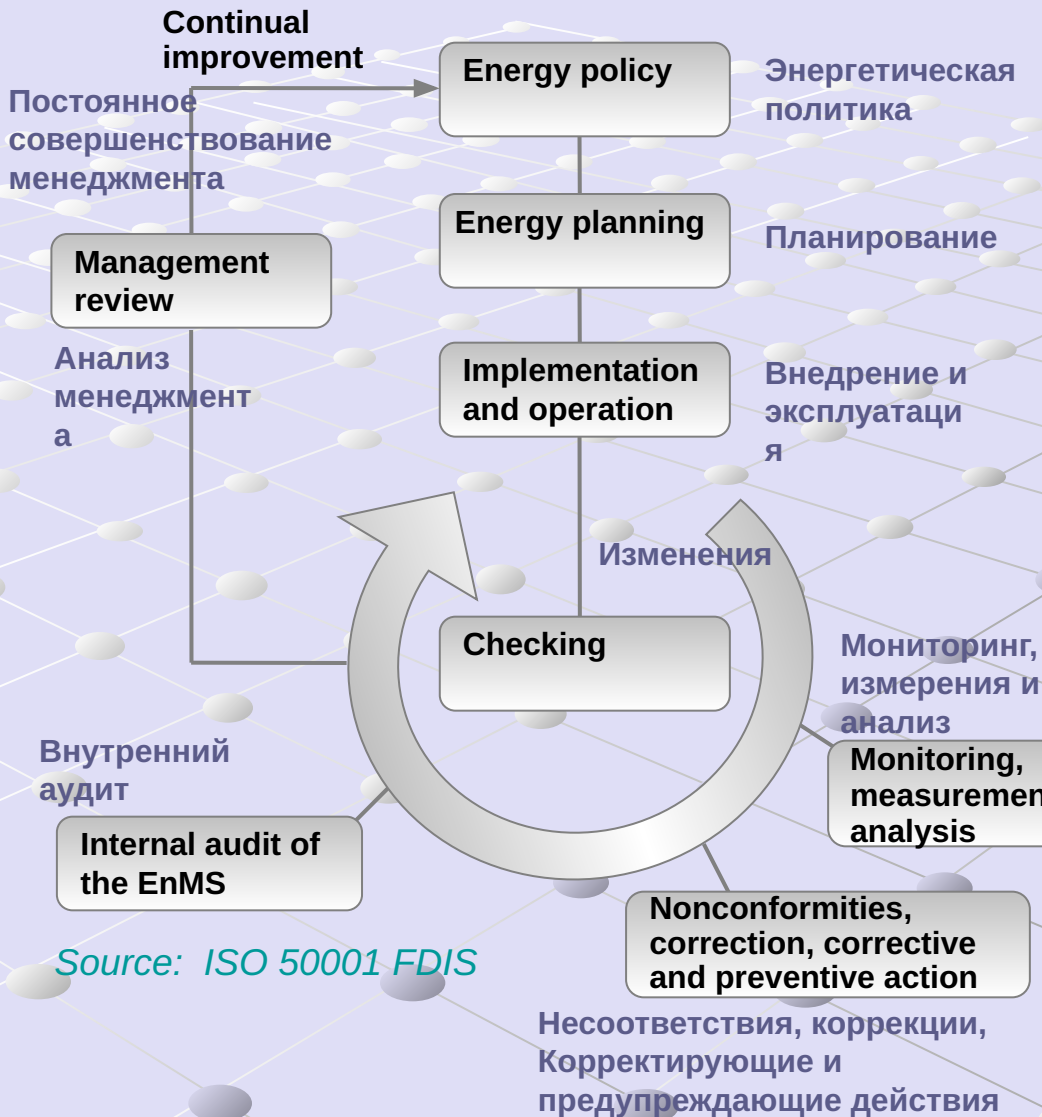 Continual
improvement
Energy policy
Энергетическая
политика
Постоянное
совершенствование
менеджмента
Energy planning
Планирование
Management
review
Анализ
менеджмент
а
Implementation
and operation
Внедрение и
эксплуатаци
я
Изменения
Checking
Мониторинг,
измерения и
анализ
Monitoring,
measuremen
analysis
Внутренний
аудит
Internal audit of
the EnMS
Nonconformities,
correction, corrective
and preventive action
Source: ISO 50001 FDIS
Несоответствия, коррекции,
Корректирующие и
предупреждающие действия